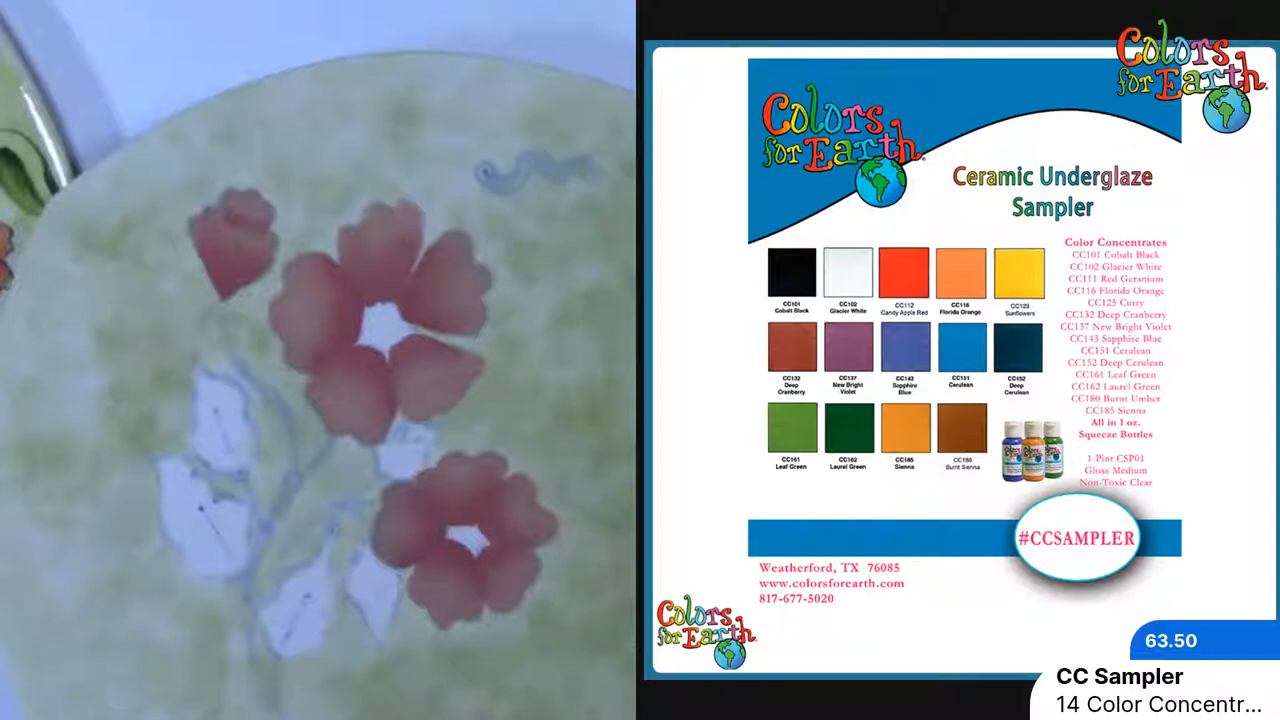 Colors
for Earth
Colors
for Earth
Ceramic Underglaze
Sampler
Color Concentrates
CC101 Cobalt Black
CC102 Glacier White
CC111 Red Geranium
CC116 Florida Orange
CC125 Curry
CC132 Deep Cranberry
CC137 New Bright Violet
CC143 Sapphire Blue
CC151 Cerulean
CC152 Deep Cerulean
CC161 Leaf Green
CC162 Laurel Green
CC180 Burnt Umber
CC185 Sienna
All in 1 oz.
Squeeze Bottles
1-Pint CSP01
Gloss Medium
Non-Toxic Clear
CC101
Cobalt Black
CC102
Glacier White
CC112
Candy Apple Red
CC116
Florida Orange
CC125
Sunflowers
CC132
Deep
Cranberry
CC137
New Bright
Violet
CC143
Sapphire
Blue
CC151
Cerulean
CC152
Deep
Cerulean
CC161
Leaf Green
CC162
Laurel Green
CC185
Sienna
Burnt Sienna
#CCSAMPLER
Weatherford, TX 76085
www.colorsforearth.com
817-677-5020
Colors
for Earth
63.50
CC Sampler
14 Color Concentr...